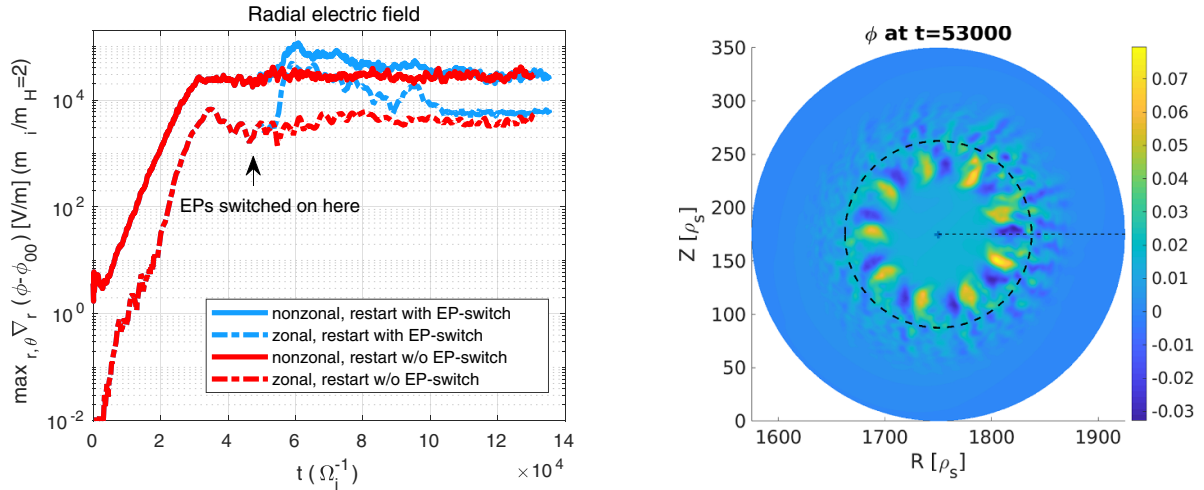 Radial electric field
max r, θ ∇r (ϕ-ϕ00) [V/m] (m i/m H=2)
10^4
10^2
10^0
10^-2
EPs switched on here
nonzonal, restart with EP-switch
zonal, restart with EP-switch
nonzonal, restart w/o EP-switch
zonal, restart w/o EP-switch
0 2 4 6 8 10 12 14
t ( Ω_i^-1)
×10^4
ϕ at t=53000
Z [ρs]
350
300
250
200
150
100
50
0
1600 1700 1800 1900
R [ρs]
0.07
0.06
0.05
0.04
0.03
0.02
0.01
0
-0.01
-0.02
-0.03